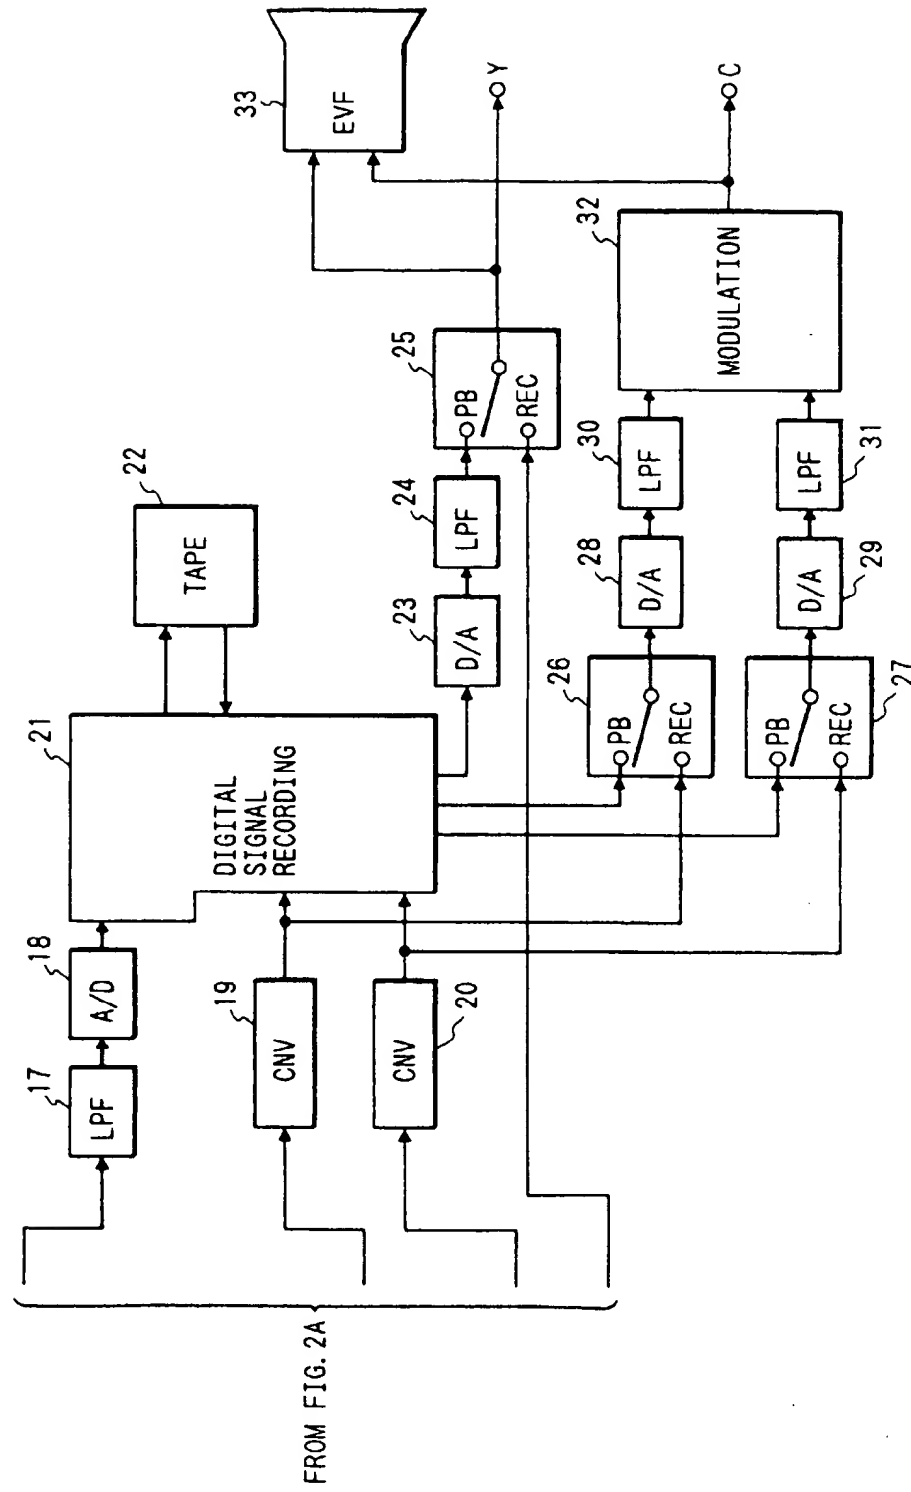 FROM FIG. 2A
17
LPF
18
A/D
19
CNV
20
CNV
21
DIGITAL
SIGNAL
RECORDING
22
TAPE
23
D/A
24
LPF
25
PB
REC
26
PB
REC
27
PB
REC
28
D/A
29
D/A
30
LPF
31
LPF
32
MODULATION
33
EVF
Y
C